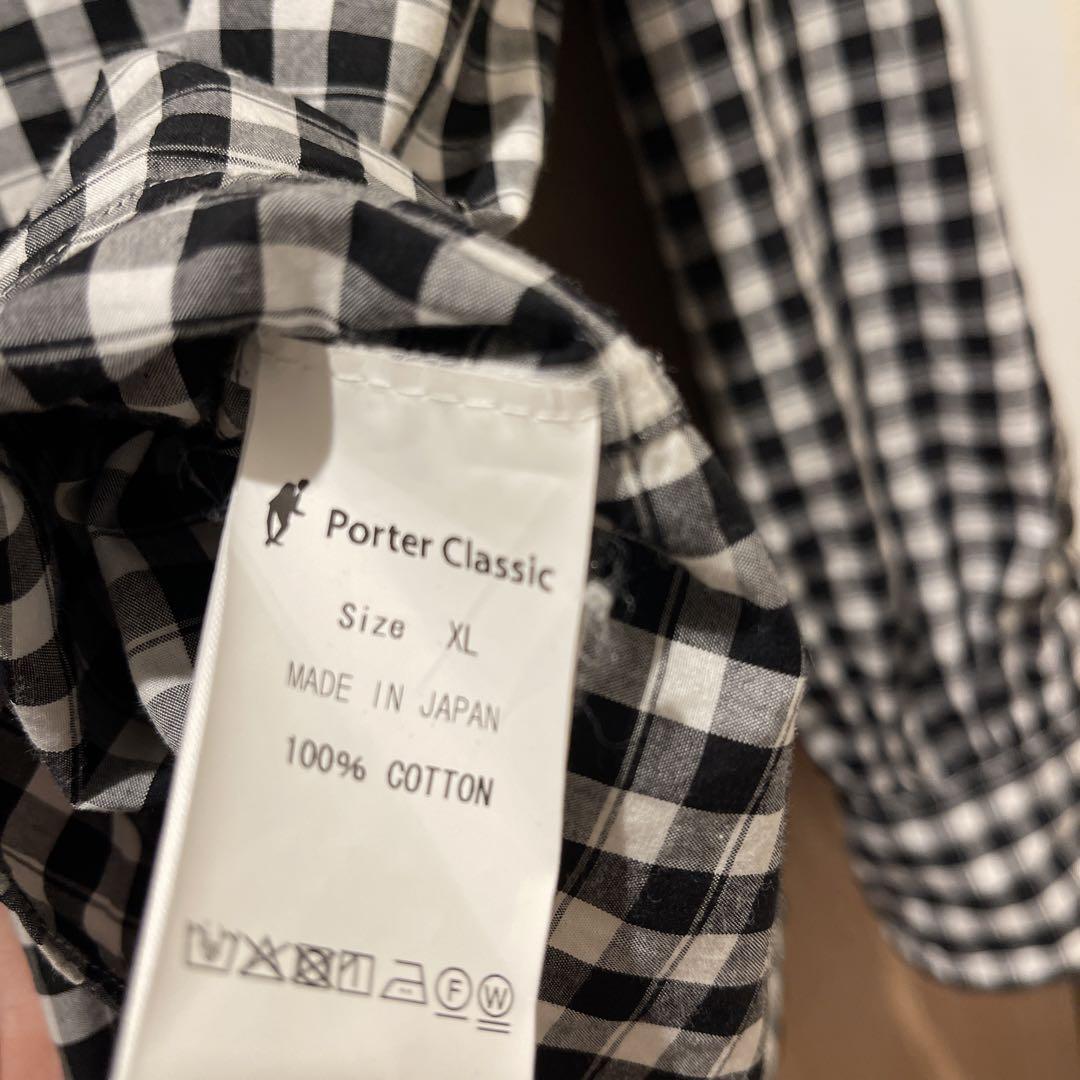 Porter Classic
Size XL
MADE IN JAPAN
100% COTTON
F W